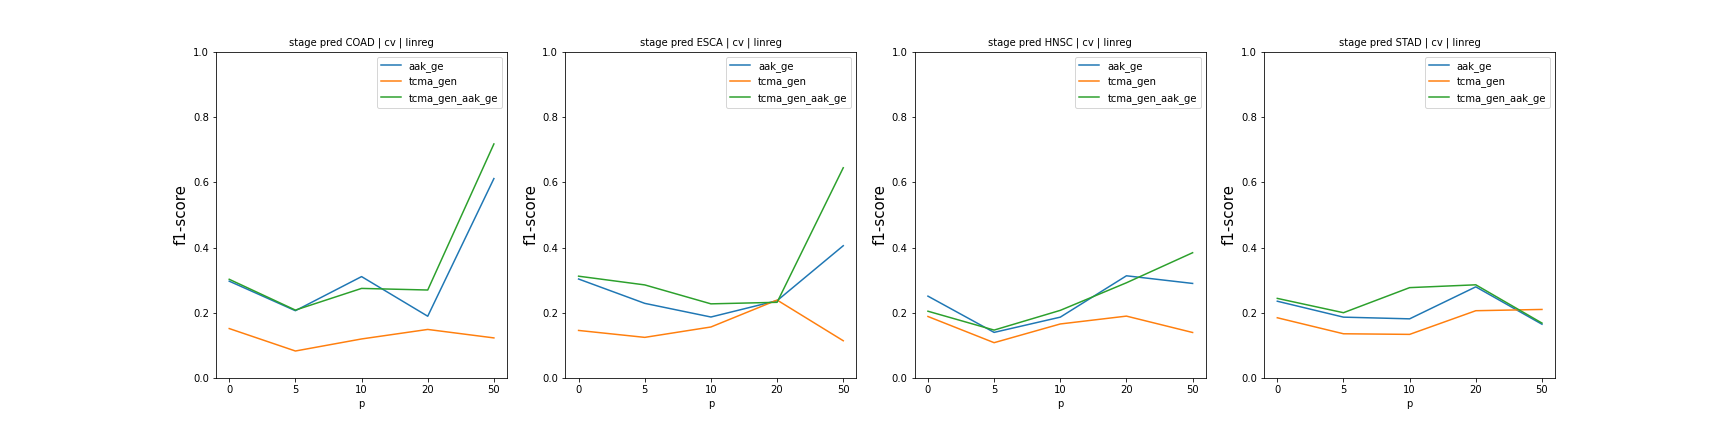 stage pred COAD | cv | linreg
f1-score
1.0
0.8
0.6
0.4
0.2
0.0
aak_ge
tcma_gen
tcma_gen_aak_ge
0 5 10 20 50
p
stage pred ESCA | cv | linreg
f1-score
1.0
0.8
0.6
0.4
0.2
0.0
aak_ge
tcma_gen
tcma_gen_aak_ge
0 5 10 20 50
p
stage pred HNSC | cv | linreg
f1-score
1.0
0.8
0.6
0.4
0.2
0.0
aak_ge
tcma_gen
tcma_gen_aak_ge
0 5 10 20 50
p
stage pred STAD | cv | linreg
f1-score
1.0
0.8
0.6
0.4
0.2
0.0
aak_ge
tcma_gen
tcma_gen_aak_ge
0 5 10 20 50
p